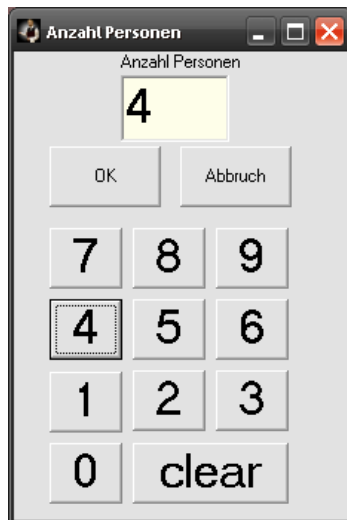 Anzahl Personen
Anzahl Personen
4
OK Abbruch
7 8 9
4 5 6
1 2 3
0 clear